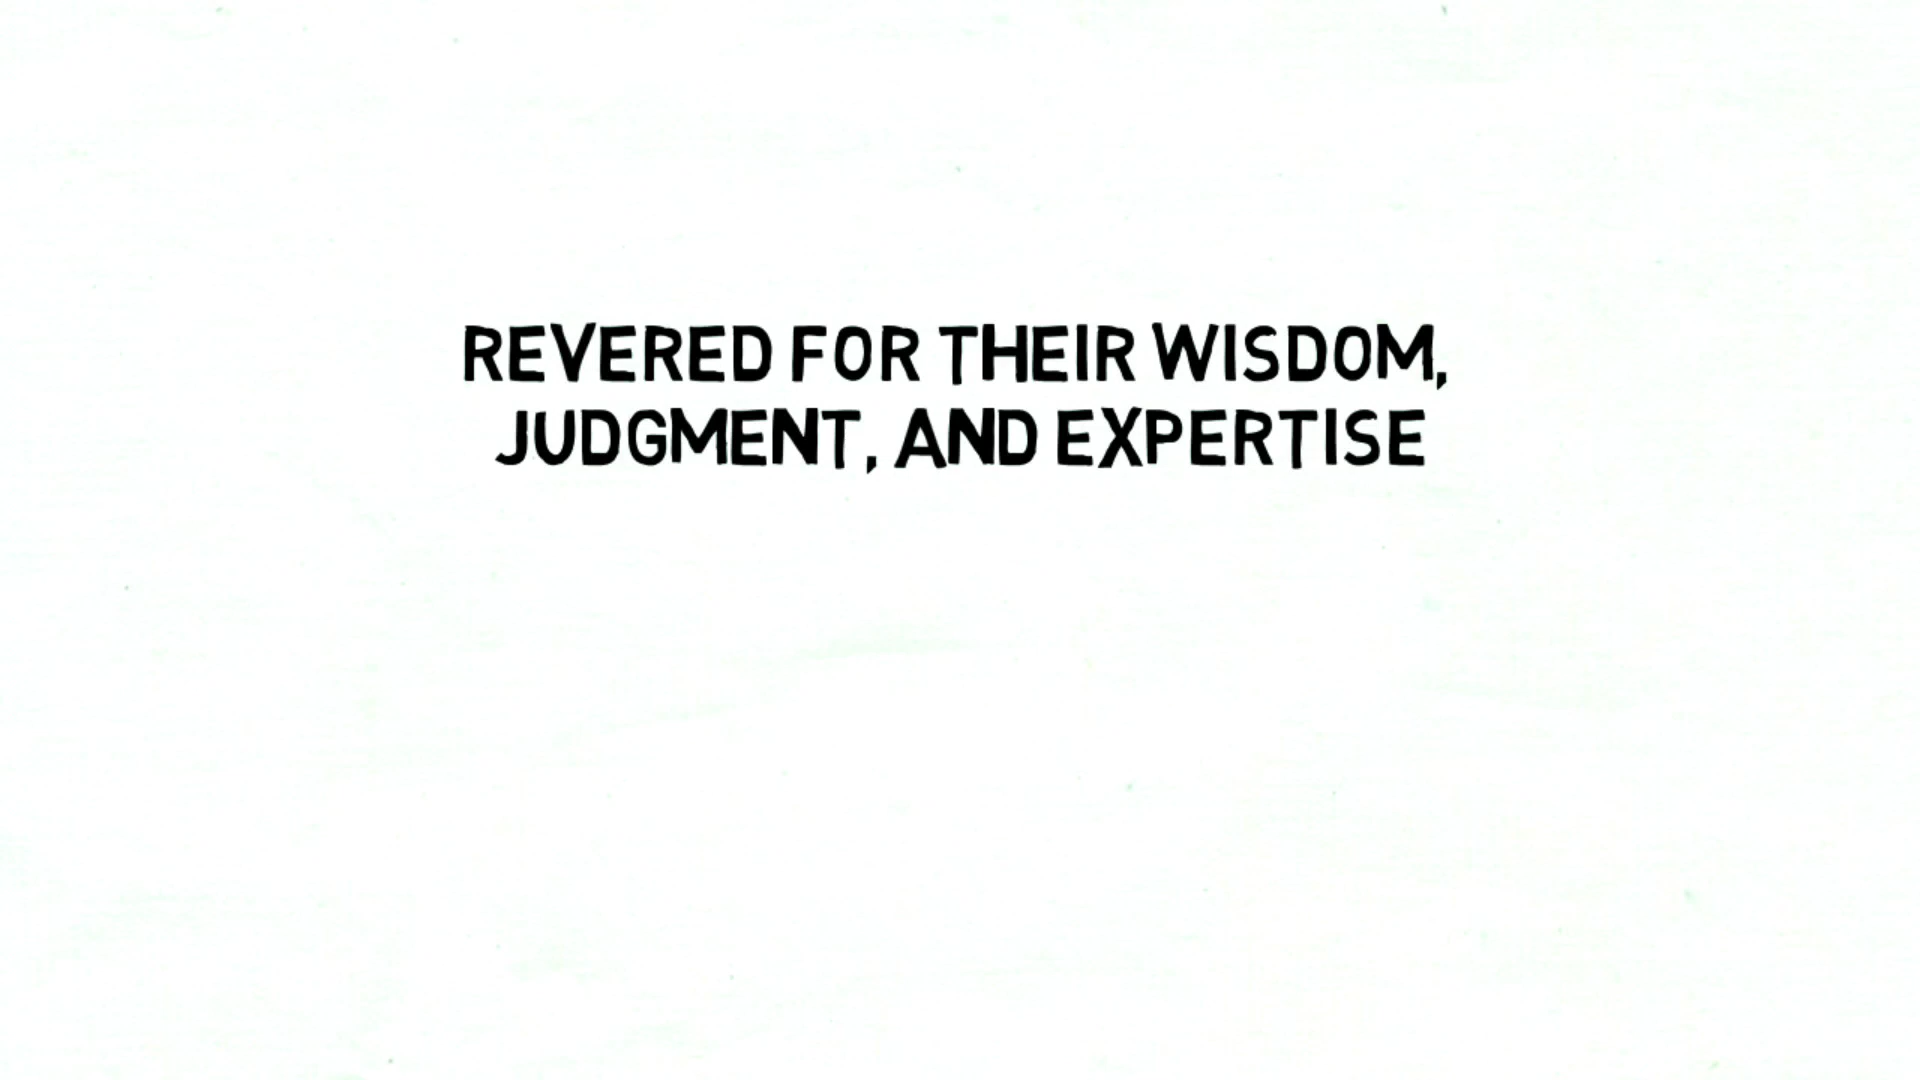 REVERED FOR THEIR WISDOM,
JUDGMENT, AND EXPERTISE